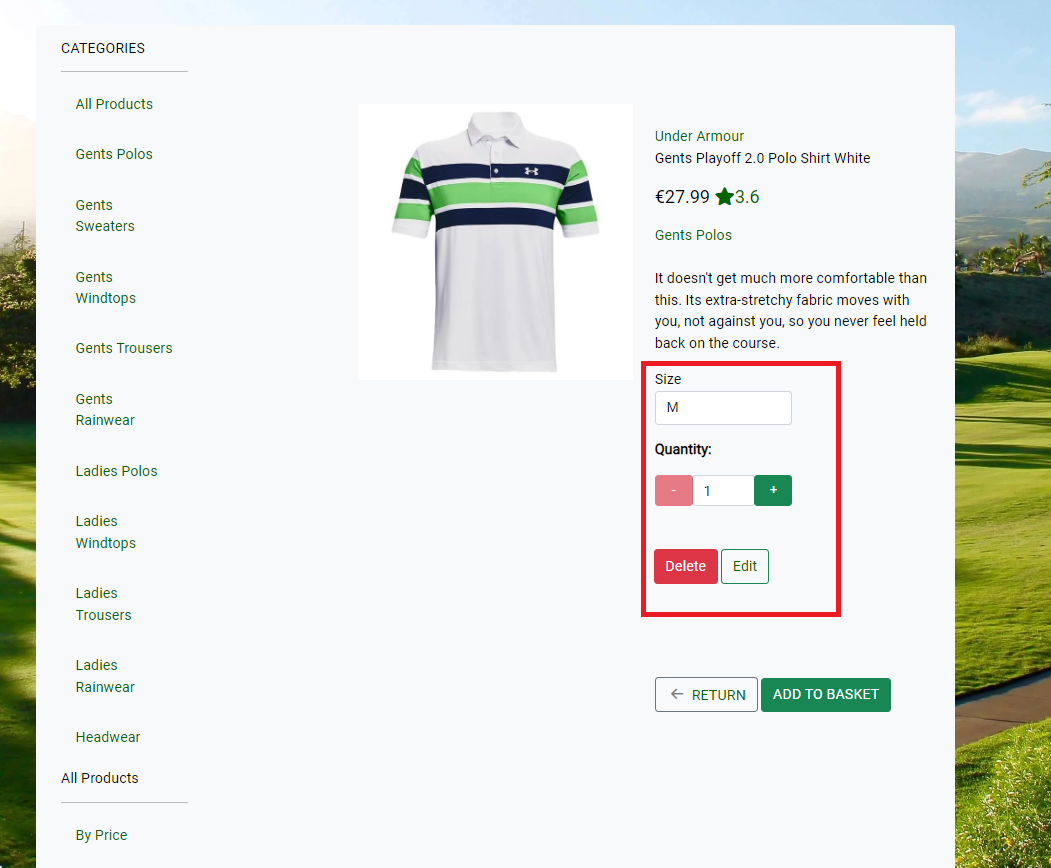 CATEGORIES
All Products
Gents Polos
Gents
Sweaters
Gents
Windtops
Gents Trousers
Gents
Rainwear
Ladies Polos
Ladies
Windtops
Ladies
Trousers
Ladies
Rainwear
Headwear
All Products
By Price
Under Armour
Gents Playoff 2.0 Polo Shirt White
€27.99 3.6
Gents Polos
It doesn't get much more comfortable than
this. Its extra-stretchy fabric moves with
you, not against you, so you never feel held
back on the course.
Size
M
Quantity:
- 1 +
Delete Edit
← RETURN ADD TO BASKET